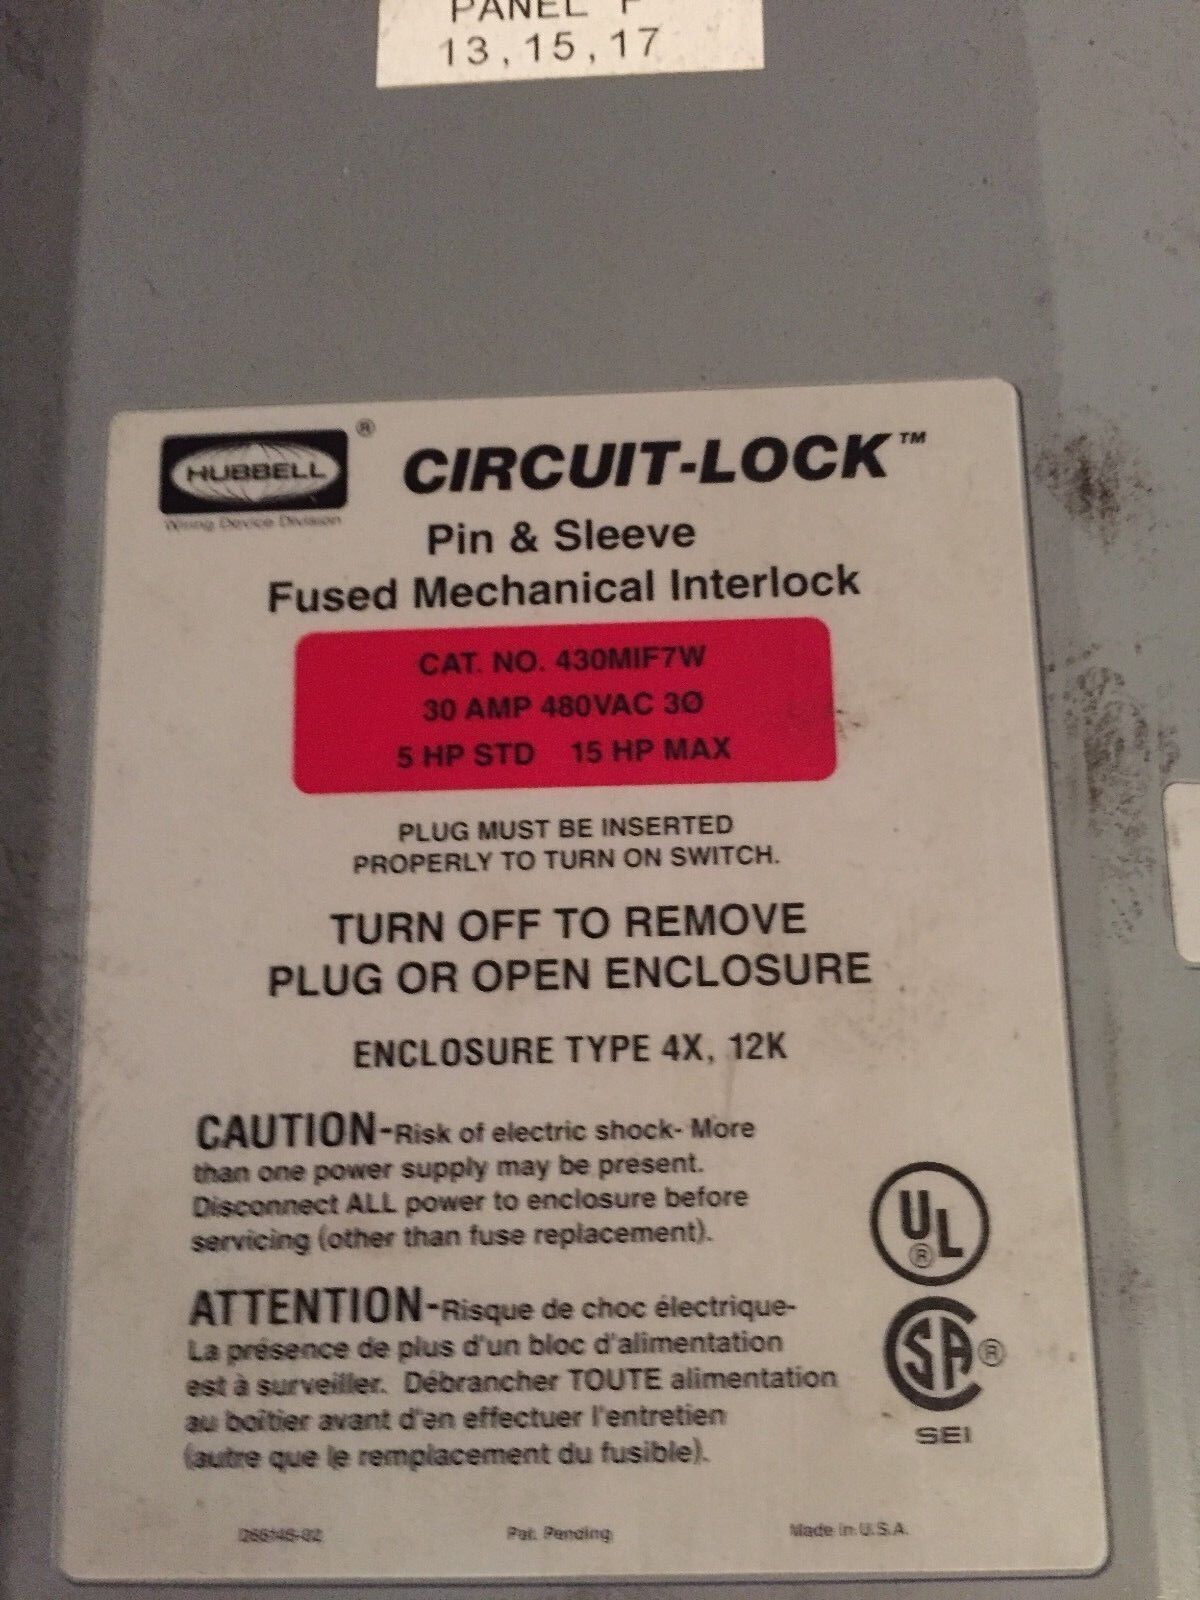 PANEL F
13,15,17
HUBBELL ®
Wiring Device Division
CIRCUIT-LOCK™
Pin & Sleeve
Fused Mechanical Interlock
CAT. NO. 430MIF7W
30 AMP 480VAC 3Ø
5 HP STD 15 HP MAX
PLUG MUST BE INSERTED
PROPERLY TO TURN ON SWITCH.
TURN OFF TO REMOVE
PLUG OR OPEN ENCLOSURE
ENCLOSURE TYPE 4X, 12K
CAUTION-Risk of electric shock- More
than one power supply may be present.
Disconnect ALL power to enclosure before
servicing (other than fuse replacement).
UL ®
ATTENTION-Risque de choc électrique-
La présence de plus d'un bloc d'alimentation
est à surveiller. Débrancher TOUTE alimentation
au boîtier avant d'en effectuer l'entretien
(autre que le remplacement du fusible).
SA ®
SEI
Pat. Pending
Made in U.S.A.